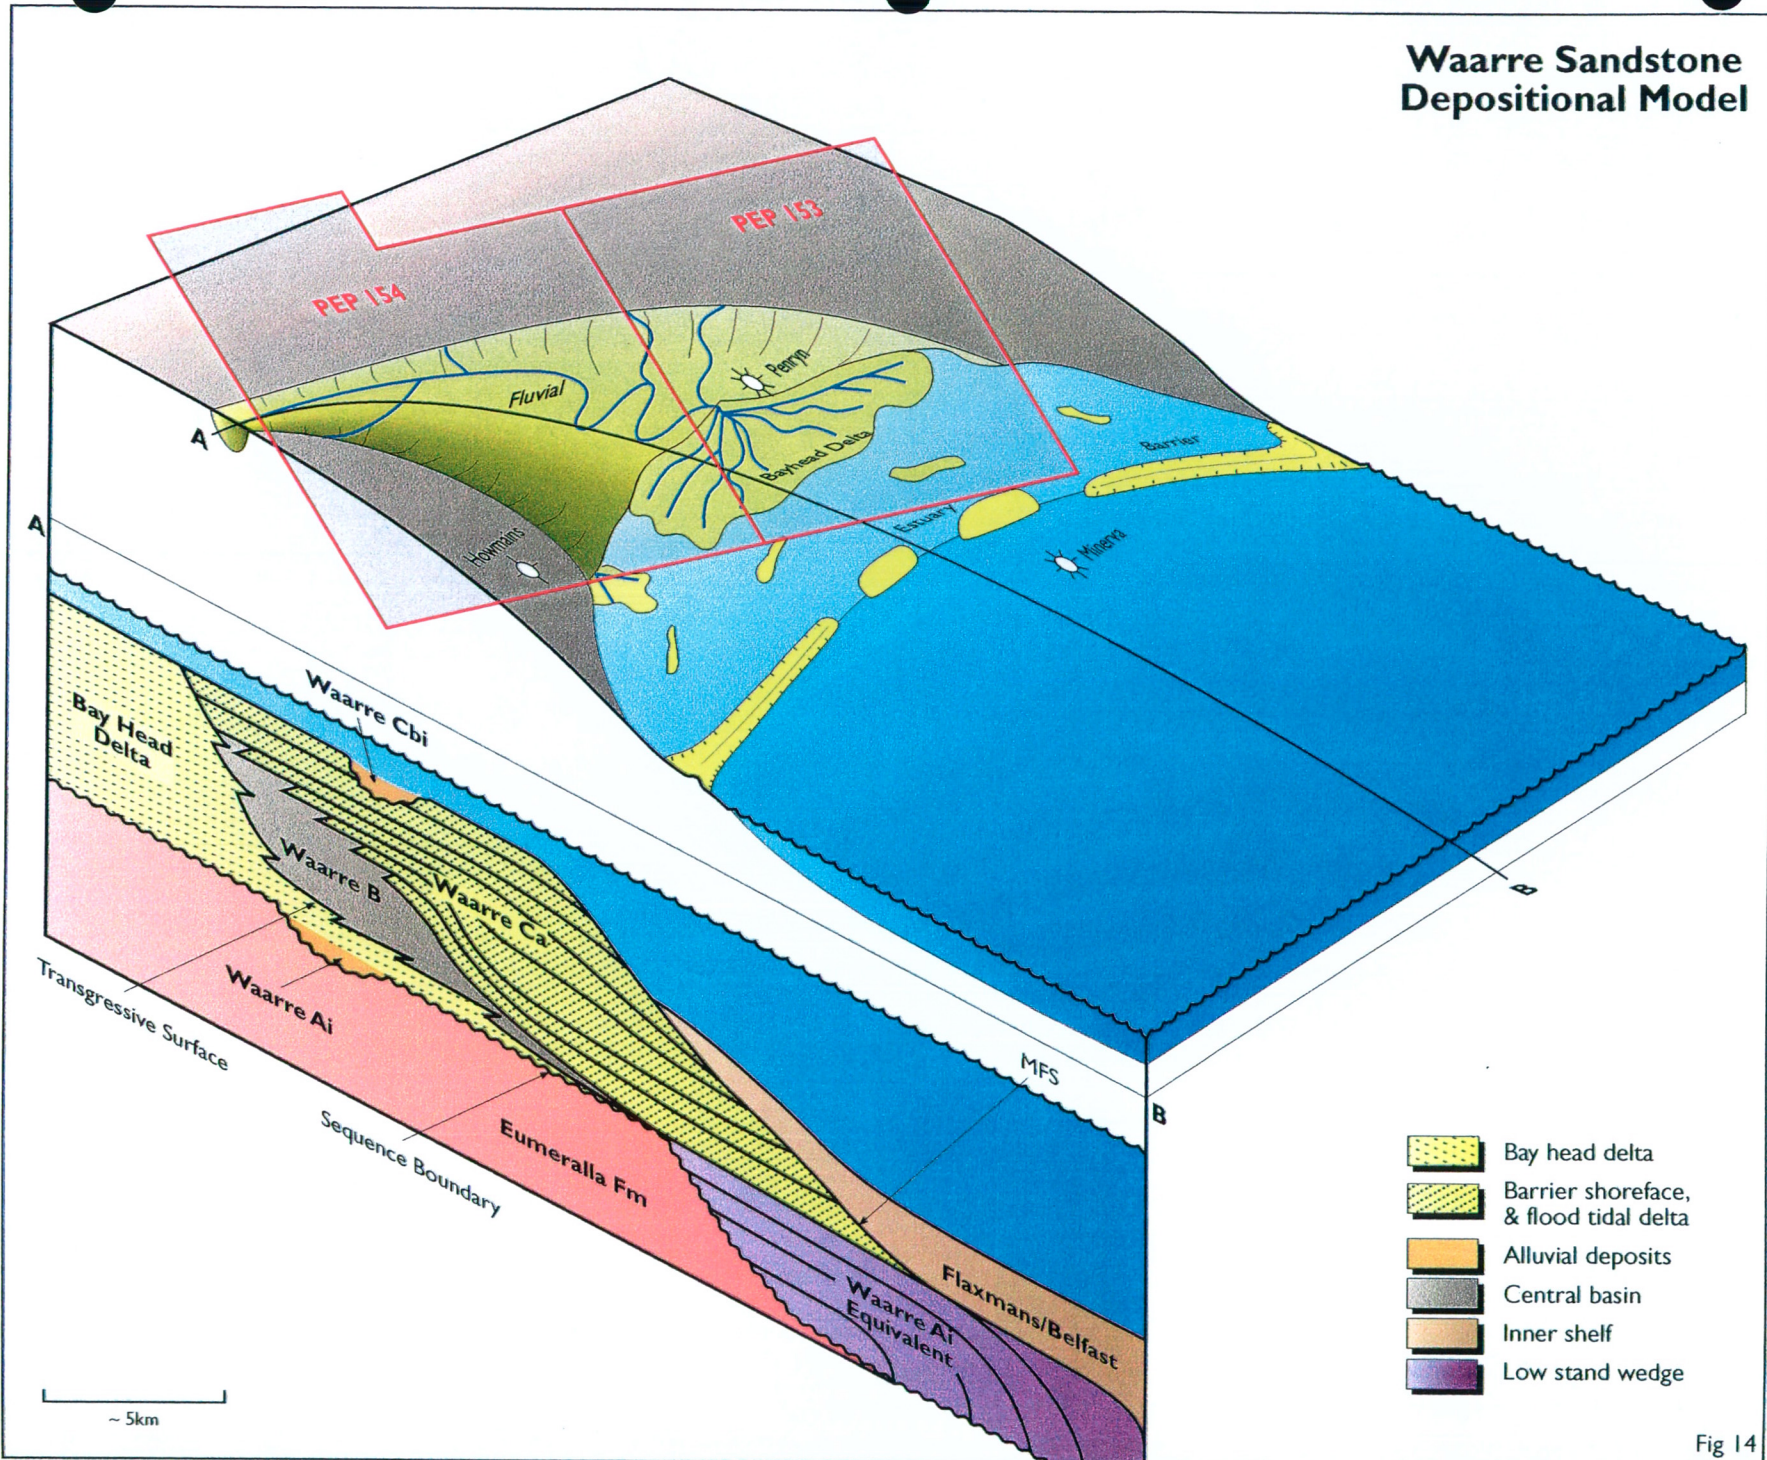 Waarre Sandstone
Depositional Model
PEP 153
PEP 154
Penryn
Fluvial
A
Bayhead Delta
Barrier
Estuary
Howmains
Minerva
A
Waarre Cbi
Bay Head
Delta
Waarre B
Waarre Ca
Waarre Ai
Transgressive Surface
Sequence Boundary
Eumeralla Fm
MFS
B
B
Waarre Ai
Equivalent
Flaxmans/Belfast
Bay head delta
Barrier shoreface,
& flood tidal delta
Alluvial deposits
Central basin
Inner shelf
Low stand wedge
~ 5km
Fig 14